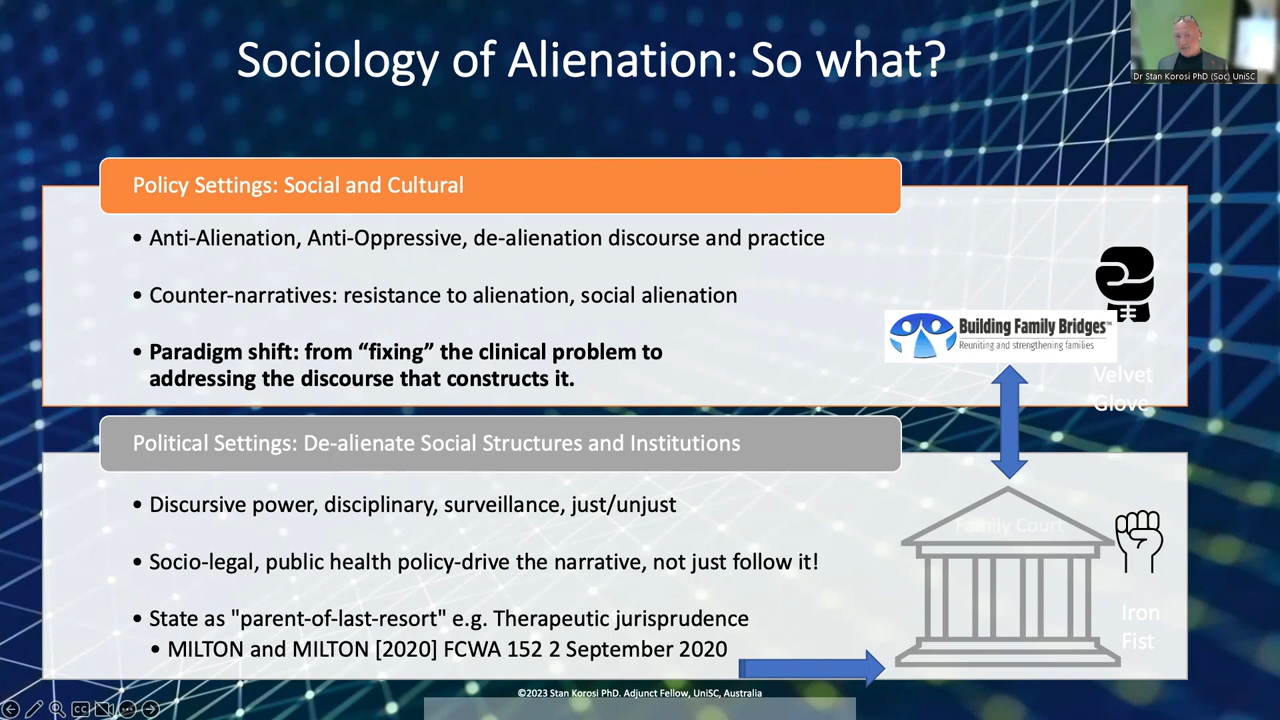 Sociology of Alienation: So what?
Dr Stan Korosi PhD (Soc) UniSC
Policy Settings: Social and Cultural
• Anti-Alienation, Anti-Oppressive, de-alienation discourse and practice
• Counter-narratives: resistance to alienation, social alienation
• Paradigm shift: from “fixing” the clinical problem to
addressing the discourse that constructs it.
Building Family Bridges™
Reuniting and strengthening families
Velvet
Glove
Political Settings: De-alienate Social Structures and Institutions
• Discursive power, disciplinary, surveillance, just/unjust
• Socio-legal, public health policy-drive the narrative, not just follow it!
• State as "parent-of-last-resort" e.g. Therapeutic jurisprudence
• MILTON and MILTON [2020] FCWA 152 2 September 2020
Family Court
Iron
Fist
©2023 Stan Korosi PhD. Adjunct Fellow, UniSC, Australia
CC